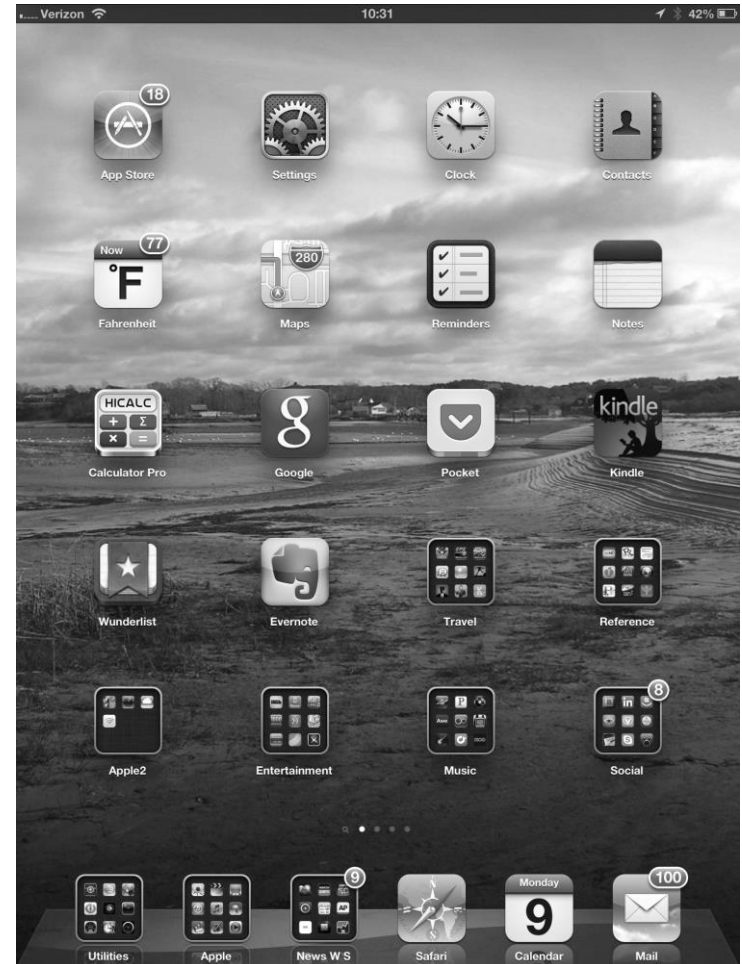 Verizon 10:31 42%
18
App Store Settings Clock Contacts
Now 77 280
°F
Fahrenheit Maps Reminders Notes
HICALC kindle
+ Σ g
× =
Calculator Pro Google Pocket Kindle
Wunderlist Evernote Travel Reference
8
in
Apple2 Entertainment Music Social
9 Monday 100
AP 9
Utilities Apple News W S Safari Calendar Mail